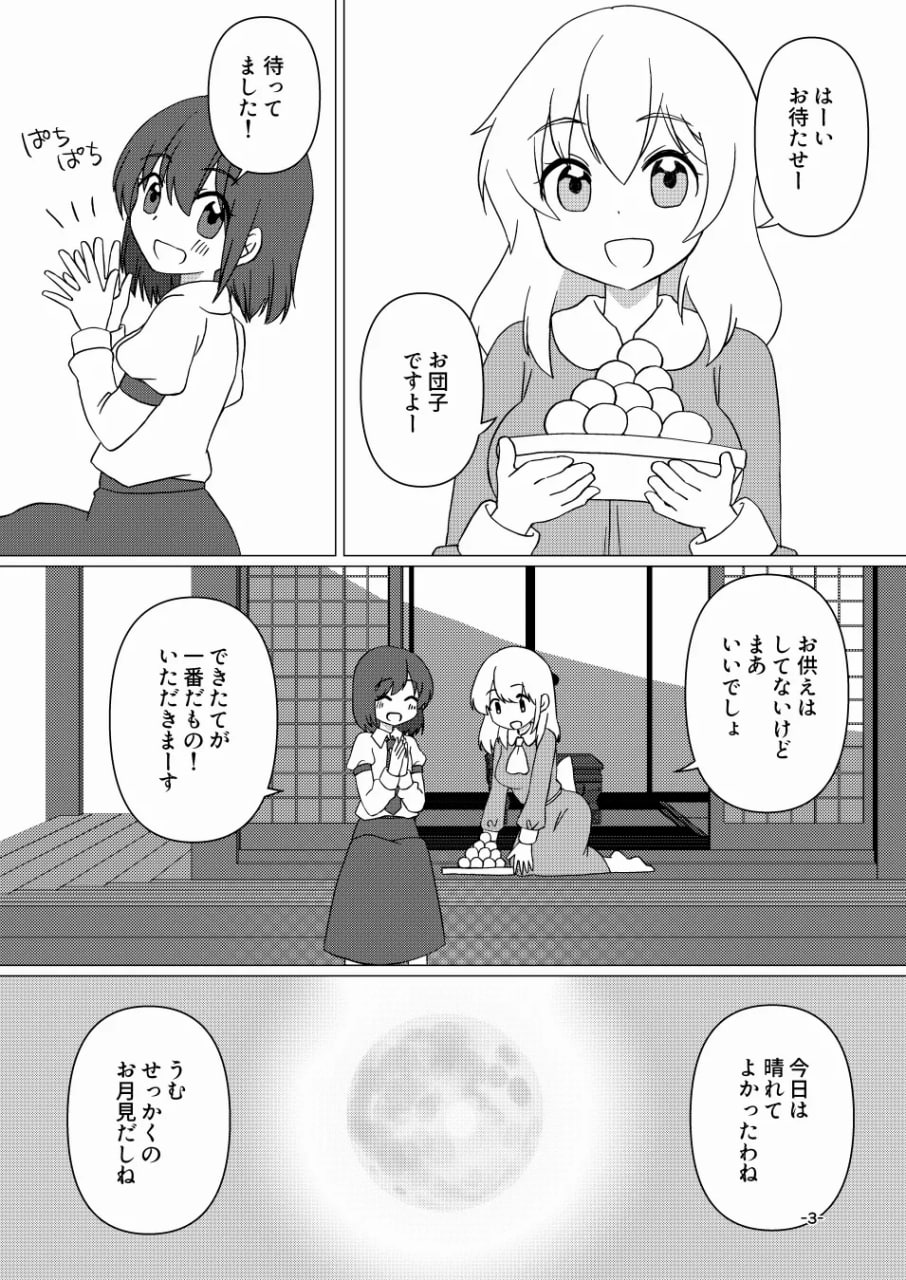 はーい
お待たせー
お団子
ですよー
待って
ました！
ぱちぱち
お供えは
してないけど
まあ
いいでしょ
できたてが
一番だもの！
いただきまーす
今日は
晴れて
よかったわね
うむ
せっかくの
お月見だしね
-3-